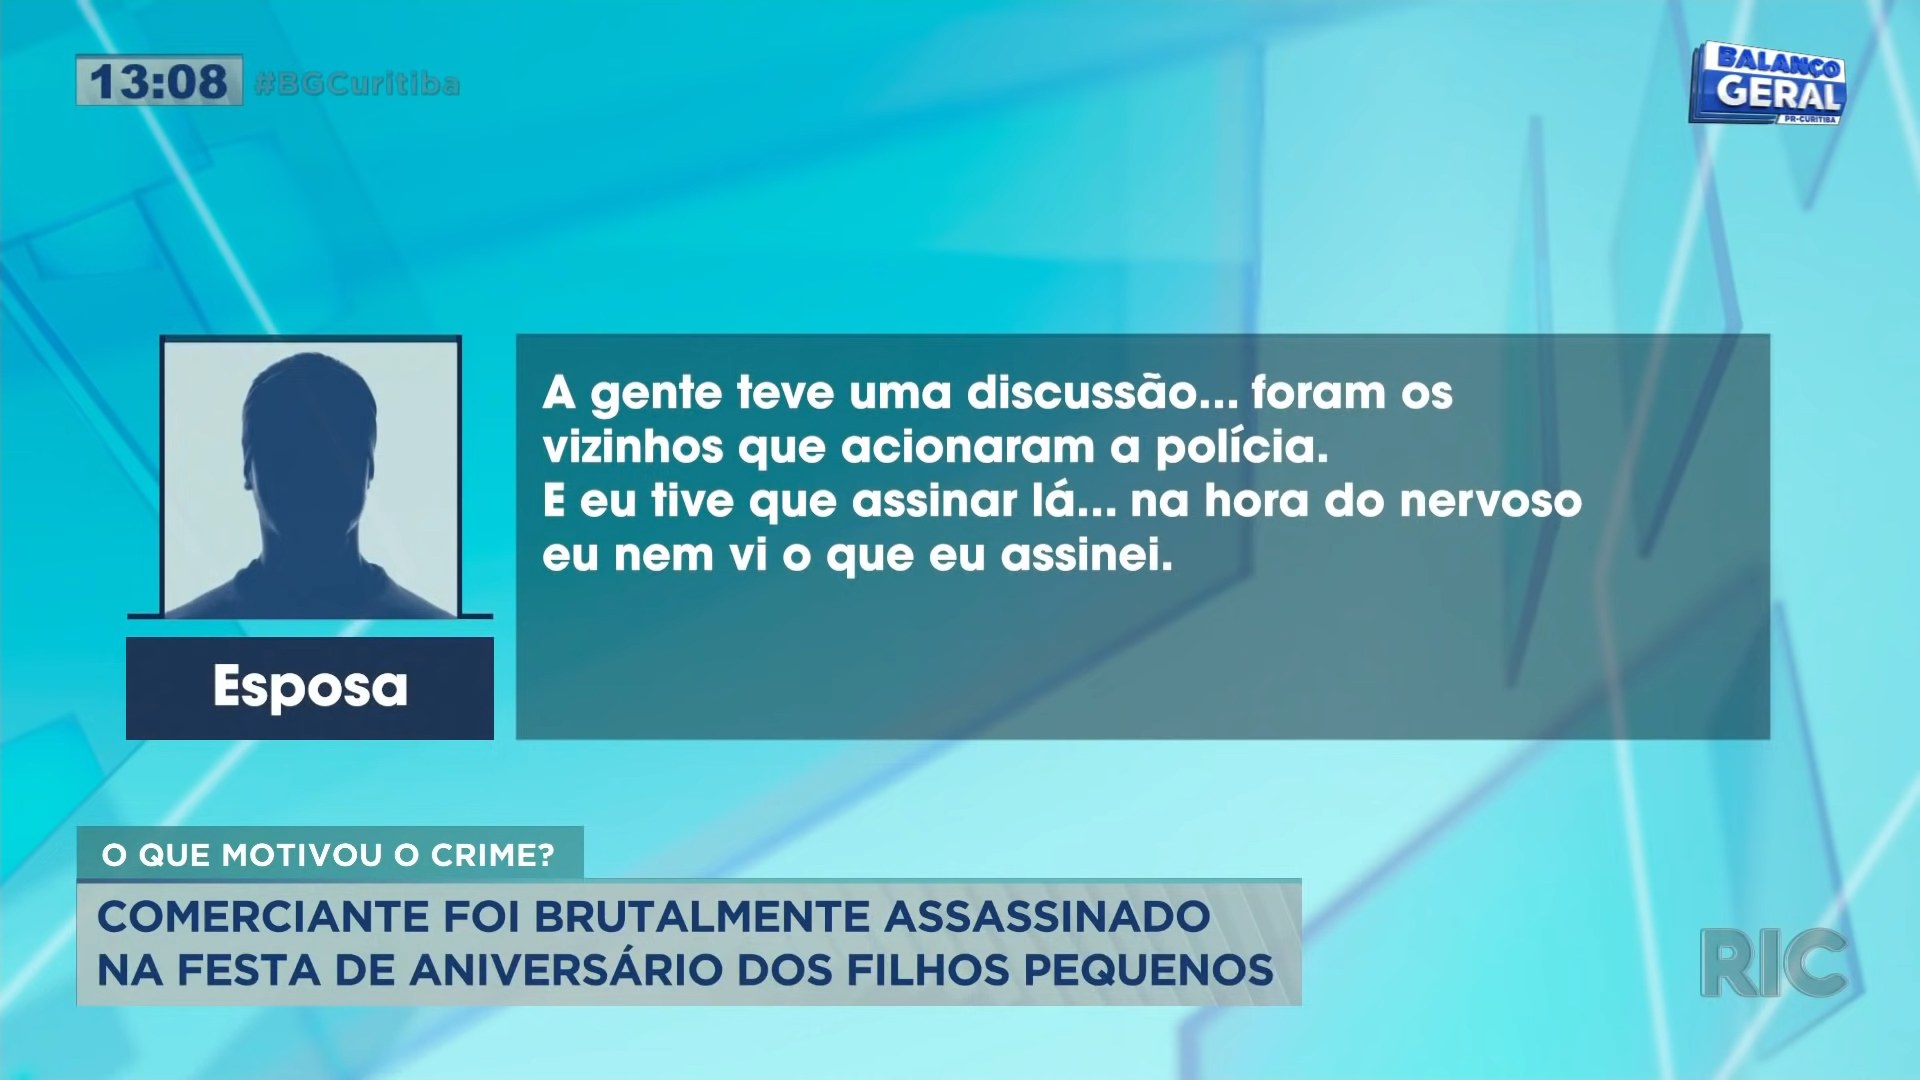 13:08 #BGCuritiba
BALANÇO
GERAL
PR-CURITIBA
A gente teve uma discussão... foram os
vizinhos que acionaram a polícia.
E eu tive que assinar lá... na hora do nervoso
eu nem vi o que eu assinei.
Esposa
O QUE MOTIVOU O CRIME?
COMERCIANTE FOI BRUTALMENTE ASSASSINADO
NA FESTA DE ANIVERSÁRIO DOS FILHOS PEQUENOS
RIC